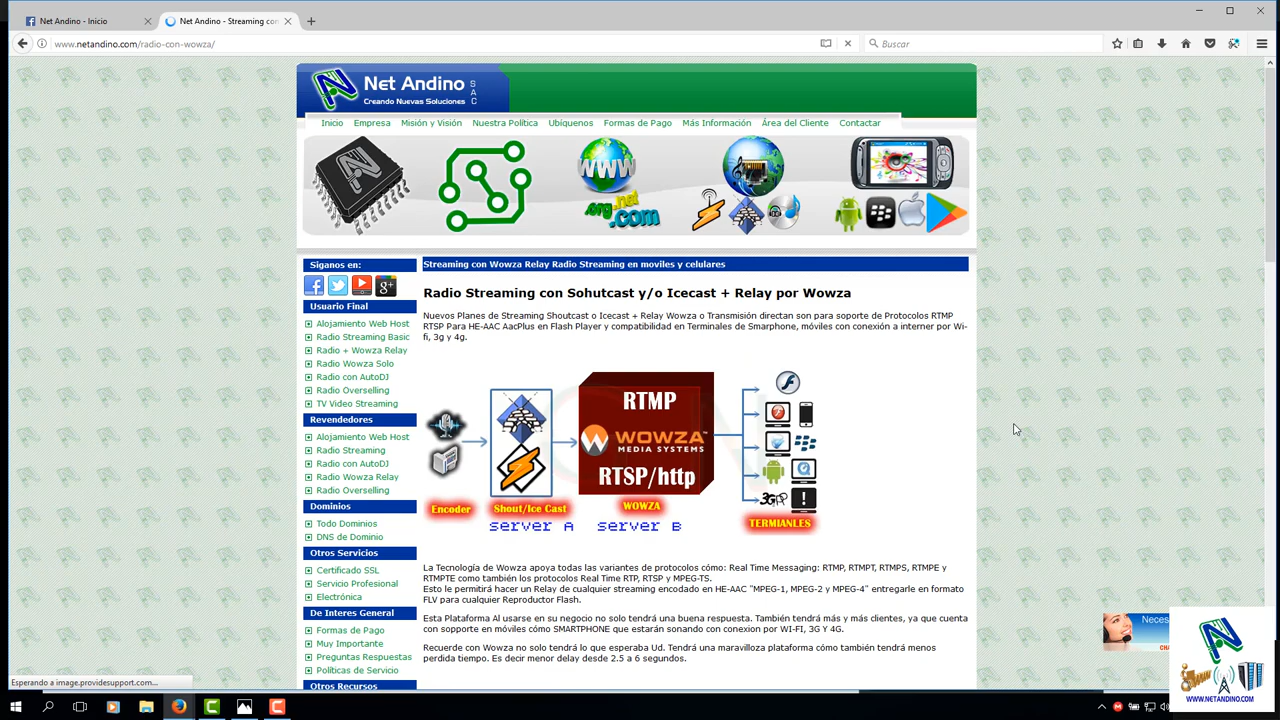 Net Andino - Inicio
Net Andino - Streaming con
www.netandino.com/radio-con-wowza/
Buscar
Net Andino
Creando Nuevas Soluciones
SAC
Inicio Empresa Misión y Visión Nuestra Política Ubíquenos Formas de Pago Más Información Área del Cliente Contactar
WWW
.org .net
.com
Siganos en:
Usuario Final
Alojamiento Web Host
Radio Streaming Basic
Radio + Wowza Relay
Radio Wowza Solo
Radio con AutoDJ
Radio Overselling
TV Video Streaming
Revendedores
Alojamiento Web Host
Radio Streaming
Radio con AutoDJ
Radio Wowza Relay
Radio Overselling
Dominios
Todo Dominios
DNS de Dominio
Otros Servicios
Certificado SSL
Servicio Profesional
Electrónica
De Interes General
Formas de Pago
Muy Importante
Preguntas Respuestas
Políticas de Servicio
Otros Recursos
Streaming con Wowza Relay Radio Streaming en moviles y celulares
Radio Streaming con Sohutcast y/o Icecast + Relay por Wowza
Nuevos Planes de Streaming Shoutcast o Icecast + Relay Wowza o Transmisión directan son para soporte de Protocolos RTMP
RTSP Para HE-AAC AacPlus en Flash Player y compatibilidad en Terminales de Smarphone, móviles con conexión a interner por Wi-
fi, 3g y 4g.
RTMP
WOWZA
MEDIA SYSTEMS
RTSP/http
3GPP
Encoder
Shout/Ice Cast
WOWZA
TERMIANLES
server A
server B
La Tecnología de Wowza apoya todas las variantes de protocolos cómo: Real Time Messaging: RTMP, RTMPT, RTMPS, RTMPE y
RTMPTE como también los protocolos Real Time RTP, RTSP y MPEG-TS.
Esto le permitirá hacer un Relay de cualquier streaming encodado en HE-AAC "MPEG-1, MPEG-2 y MPEG-4" entregarle en formato
FLV para cualquier Reproductor Flash.
Esta Plataforma Al usarse en su negocio no solo tendrá una buena respuesta. También tendrá más y más clientes, ya que cuenta
con sopporte en móviles cómo SMARTPHONE que estarán sonando con conexion por WI-FI, 3G Y 4G.
Recuerde con Wowza no solo tendrá lo que esperaba Ud. Tendrá una maravilloza plataforma cómo también tendrá menos
perdida tiempo. Es decir menor delay desde 2.5 a 6 segundos.
Neces
CHA
WWW.NETANDINO.COM
Esperando a image.providesupport.com...